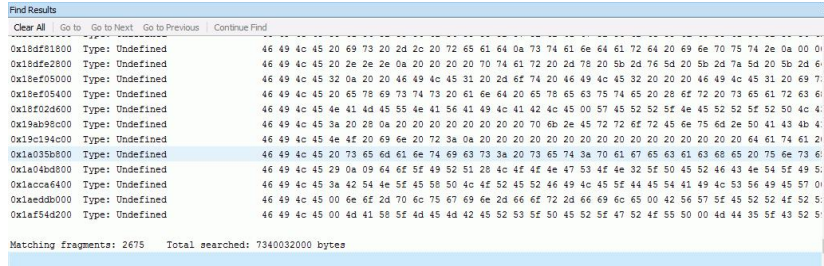 Find Results
Clear All Go to Go to Next Go to Previous Continue Find
0x18df81800 Type: Undefined 46 49 4c 45 20 69 73 20 2d 2c 20 72 65 61 64 0a 73 74 61 6e 64 61 72 64 20 69 6e 70 75 74 2e 0a 00
0x18dfe2800 Type: Undefined 46 49 4c 45 20 2e 2e 2e 0a 20 20 20 20 70 74 61 72 20 2d 78 20 5b 2d 76 5d 20 5b 2d 7a 5d 20 5b 2d
0x18ef05000 Type: Undefined 46 49 4c 45 32 0a 20 20 46 49 4c 45 31 20 2d 6f 74 20 46 49 4c 45 32 20 20 20 46 49 4c 45 31 20 69
0x18ef05400 Type: Undefined 46 49 4c 45 20 65 78 69 73 74 73 20 61 6e 64 20 65 78 65 63 75 74 65 20 28 6f 72 20 73 65 61 72 63
0x18f02d600 Type: Undefined 46 49 4c 45 4e 41 4d 45 55 4e 41 56 41 49 4c 41 42 4c 45 00 57 45 52 52 5f 4e 45 52 52 5f 52 50 4c
0x19ab98c00 Type: Undefined 46 49 4c 45 3a 20 28 0a 20 20 20 20 20 20 20 20 70 6b 2e 45 72 72 6f 72 45 6e 75 6d 2e 50 41 43 4b
0x19c194c00 Type: Undefined 46 49 4c 45 4e 4f 20 69 6e 20 72 3a 0a 20 20 20 20 20 20 20 20 20 20 20 20 20 20 20 20 64 61 74 61
0x1a035b800 Type: Undefined 46 49 4c 45 20 73 65 6d 61 6e 74 69 63 73 3a 20 73 65 74 3a 70 61 67 65 63 61 63 68 65 20 75 6e 73
0x1a04bd800 Type: Undefined 46 49 4c 45 29 0a 09 64 6f 5f 49 52 51 28 4c 4f 4f 4e 47 53 4f 4e 32 5f 50 45 52 46 43 4e 54 5f 49
0x1acca6400 Type: Undefined 46 49 4c 45 3a 42 54 4e 5f 45 58 50 4c 4f 52 45 52 46 49 4c 45 5f 44 45 54 41 49 4c 53 56 49 45 57
0x1aeddb000 Type: Undefined 46 49 4c 45 00 6e 6f 2d 70 6c 75 67 69 6e 2d 66 6f 72 2d 66 69 6c 65 00 42 56 57 5f 45 52 52 4f 52
0x1af54d200 Type: Undefined 46 49 4c 45 00 4d 41 58 5f 4d 45 4d 42 45 52 53 5f 50 45 52 5f 47 52 4f 55 50 00 4d 44 35 5f 43 52
Matching fragments: 2675 Total searched: 7340032000 bytes